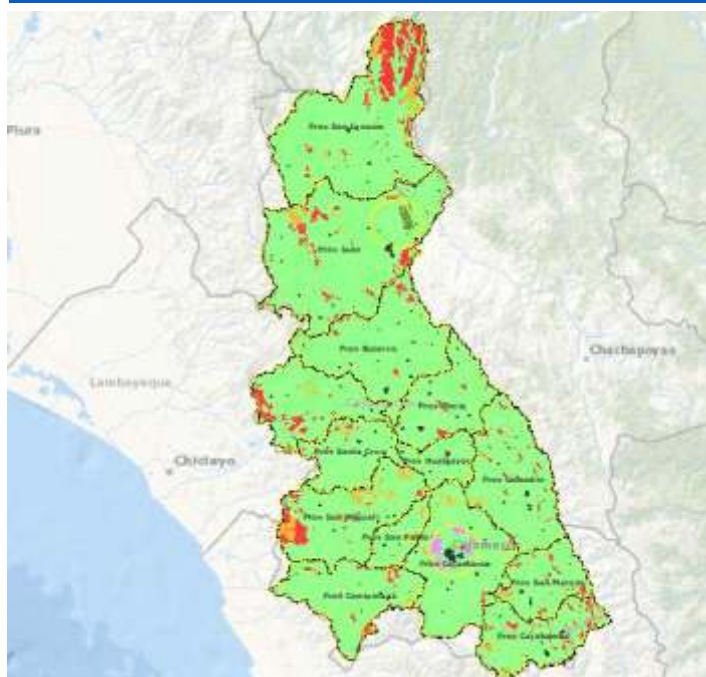 Piura
Prov San Ignacio
Prov Jaén
Prov Cutervo
Chachapoyas
Lambayeque
Prov Chota
Prov Santa Cruz
Chiclayo
Prov Hualgayoc
Prov Celendín
Prov San Miguel
Prov San Pablo
Cajamarca
Prov Cajamarca
Prov San Marcos
Prov Contumazá
Prov Cajabamba